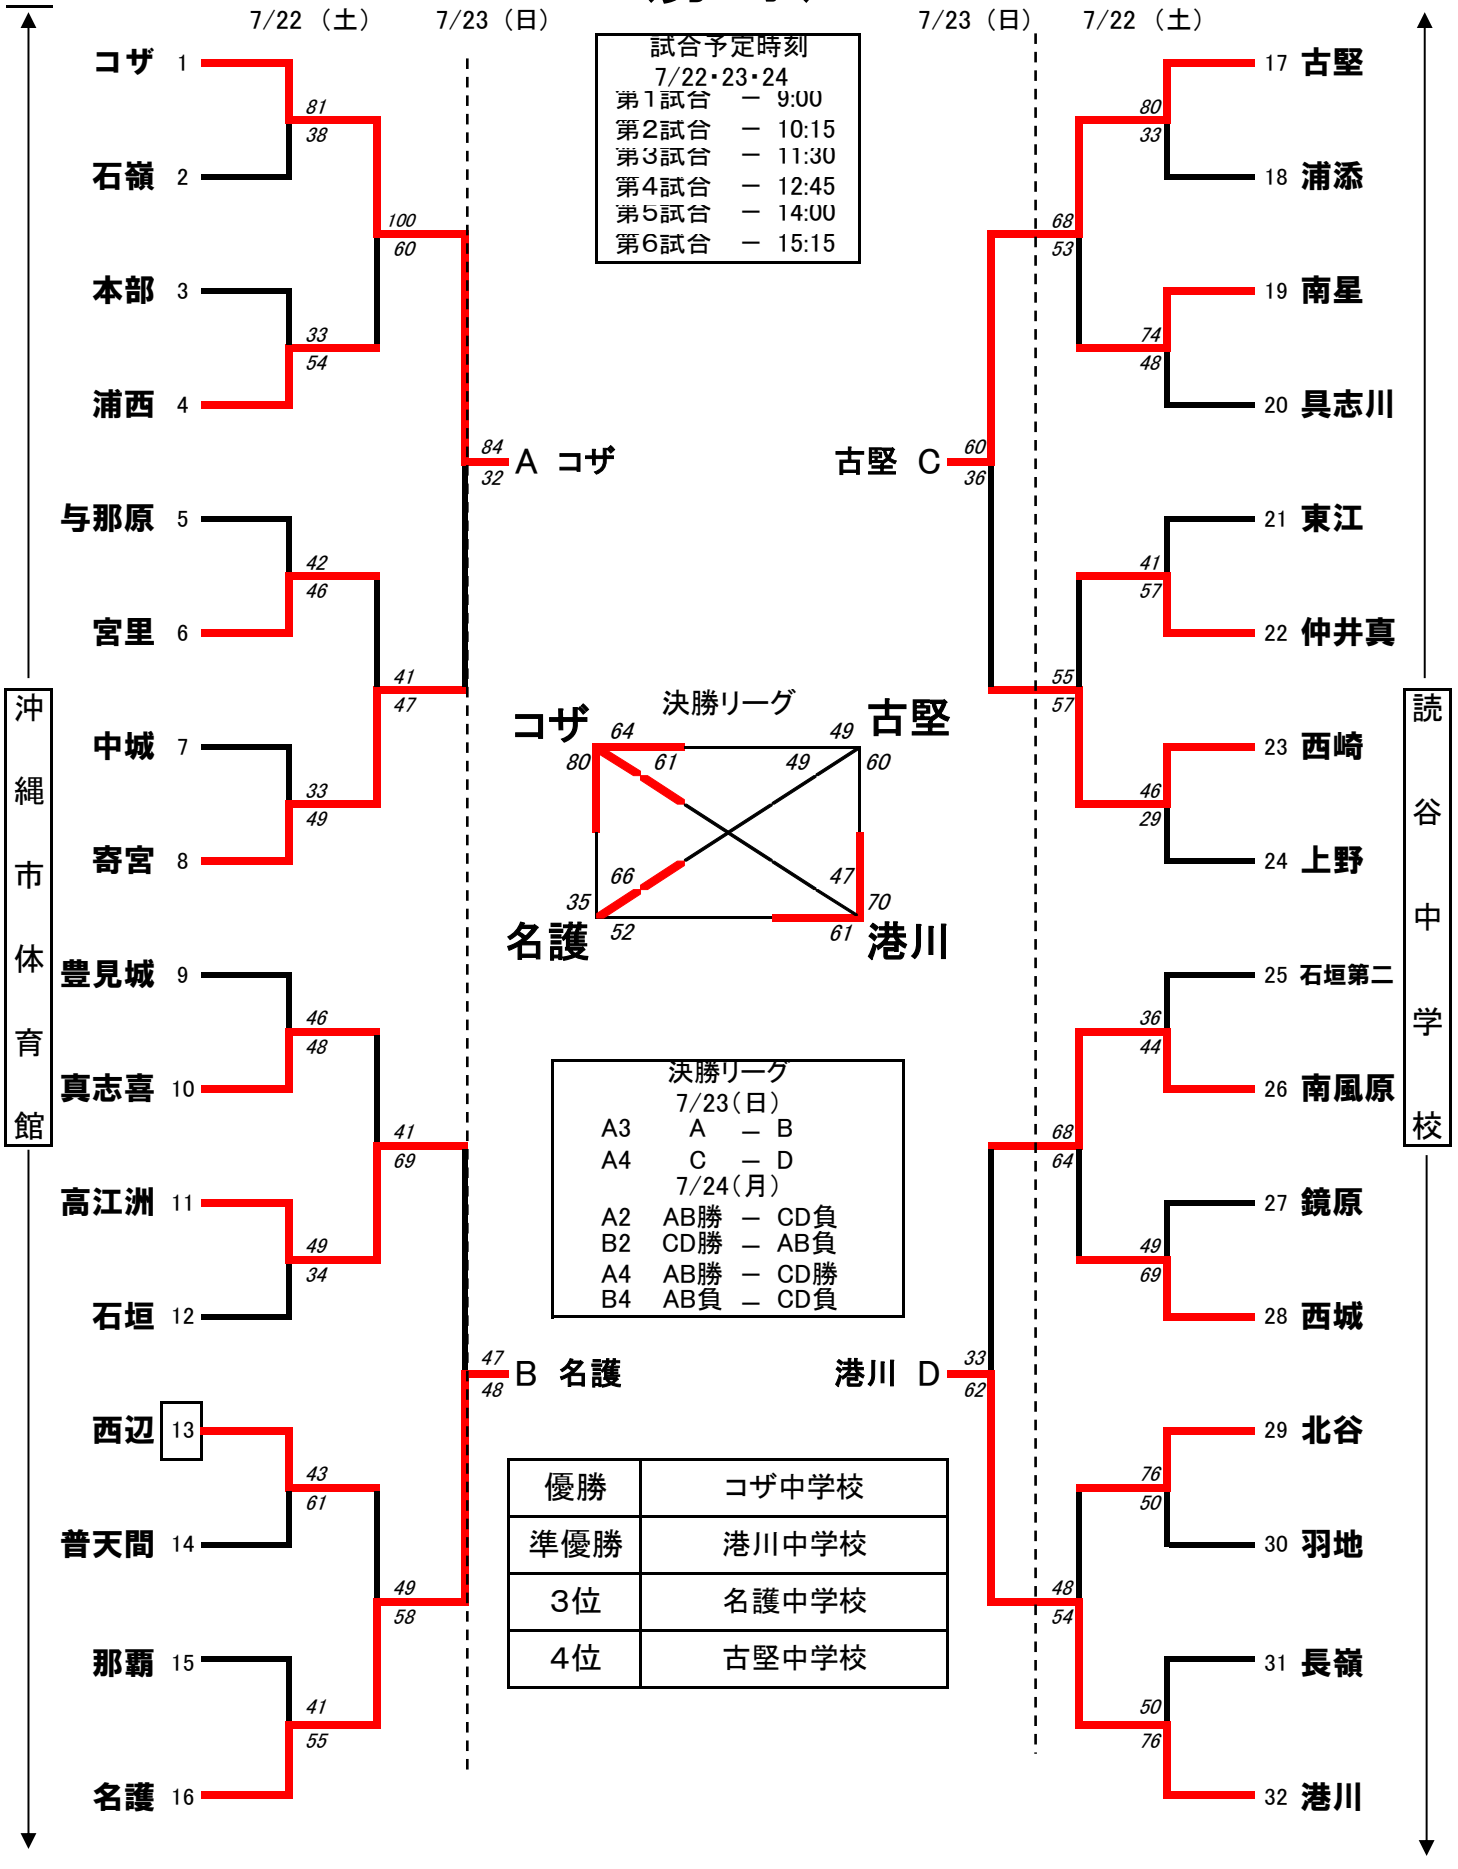 7/22 (土)
7/23 (日)
7/23 (日)
7/22 (土)
試合予定時刻
7/22・23・24
第1試合 － 9:00
第2試合 － 10:15
第3試合 － 11:30
第4試合 － 12:45
第5試合 － 14:00
第6試合 － 15:15
沖縄市体育館
コザ 1
81
38
石嶺 2
100
60
本部 3
33
54
浦西 4
84
32
A コザ
与那原 5
42
46
宮里 6
41
47
中城 7
33
49
寄宮 8
豊見城 9
46
48
真志喜 10
41
69
高江洲 11
49
34
石垣 12
47
48
B 名護
西辺 13
43
61
普天間 14
49
58
那覇 15
41
55
名護 16
決勝リーグ
コザ
古堅
64
49
80
61
49
60
66
47
35
70
52
61
名護
港川
決勝リーグ
7/23(日)
A3 A － B
A4 C － D
7/24(月)
A2 AB勝 － CD負
B2 CD勝 － AB負
A4 AB勝 － CD勝
B4 AB負 － CD負
優勝 コザ中学校
準優勝 港川中学校
3位 名護中学校
4位 古堅中学校
17 古堅
80
33
18 浦添
68
53
19 南星
74
48
20 具志川
古堅 C
60
36
21 東江
41
57
22 仲井真
55
57
23 西崎
46
29
24 上野
25 石垣第二
36
44
26 南風原
68
64
27 鏡原
49
69
28 西城
港川 D
33
62
29 北谷
76
50
30 羽地
48
54
31 長嶺
50
76
32 港川
読谷中学校